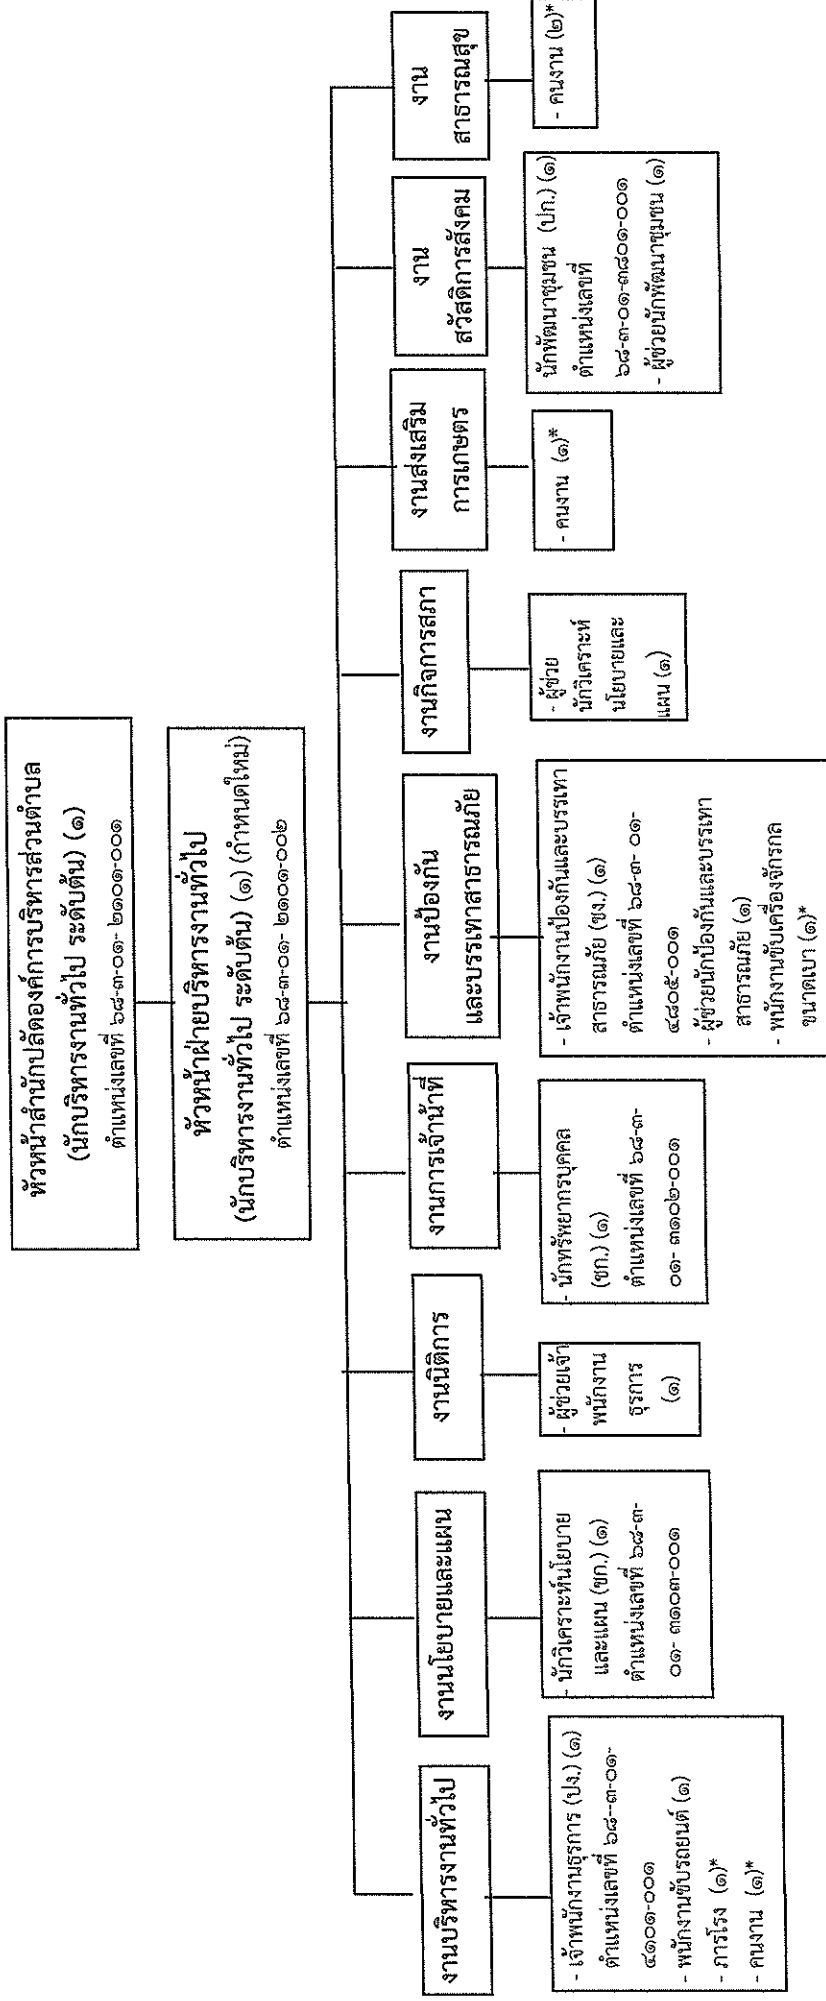 หัวหน้าสำนักปลัดองค์การบริหารส่วนตำบล
(นักบริหารงานทั่วไป ระดับต้น) (๑)
ตำแหน่งเลขที่ ๖๘-๓-๐๑- ๒๑๐๑-๐๐๑
หัวหน้าฝ่ายบริหารงานทั่วไป
(นักบริหารงานทั่วไป ระดับต้น) (๑) (กำหนดใหม่)
ตำแหน่งเลขที่ ๖๘-๓-๐๑- ๒๑๐๑-๐๐๒
งานบริหารงานทั่วไป
- เจ้าพนักงานธุรการ (ปง.) (๑)
ตำแหน่งเลขที่ ๖๘--๓-๐๑-
๔๑๐๑-๐๐๑
- พนักงานขับรถยนต์ (๑)
- ภารโรง (๑)*
- คนงาน (๑)*
งานนโยบายและแผน
- นักวิเคราะห์นโยบาย
และแผน (ชก.) (๑)
ตำแหน่งเลขที่ ๖๘-๓-
๐๑- ๓๑๐๓-๐๐๑
งานนิติการ
- ผู้ช่วยเจ้า
พนักงาน
ธุรการ
(๑)
งานการเจ้าหน้าที่
- นักทรัพยากรบุคคล
(ชก.) (๑)
ตำแหน่งเลขที่ ๖๘-๓-
๐๑- ๓๑๐๒-๐๐๑
งานป้องกัน
และบรรเทาสาธารณภัย
- เจ้าพนักงานป้องกันและบรรเทา
สาธารณภัย (ชง.) (๑)
ตำแหน่งเลขที่ ๖๘-๓- ๐๑-
๔๘๐๕-๐๐๑
- ผู้ช่วยนักป้องกันและบรรเทา
สาธารณภัย (๑)
- พนักงานขับเครื่องจักรกล
ขนาดเบา (๑)*
งานกิจการสภา
- ผู้ช่วย
นักวิเคราะห์
นโยบายและ
แผน (๑)
งานส่งเสริม
การเกษตร
- คนงาน (๑)*
งาน
สวัสดิการสังคม
นักพัฒนาชุมชน (ปก.) (๑)
ตำแหน่งเลขที่
๖๘-๓-๐๑-๓๘๐๑-๐๐๑
- ผู้ช่วยนักพัฒนาชุมชน (๑)
งาน
สาธารณสุข
- คนงาน (๒)*